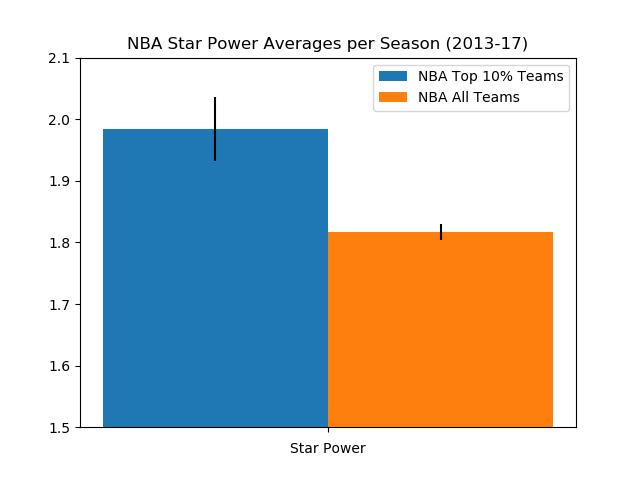 NBA Star Power Averages per Season (2013-17)
2.1
2.0
1.9
1.8
1.7
1.6
1.5
NBA Top 10% Teams
NBA All Teams
Star Power